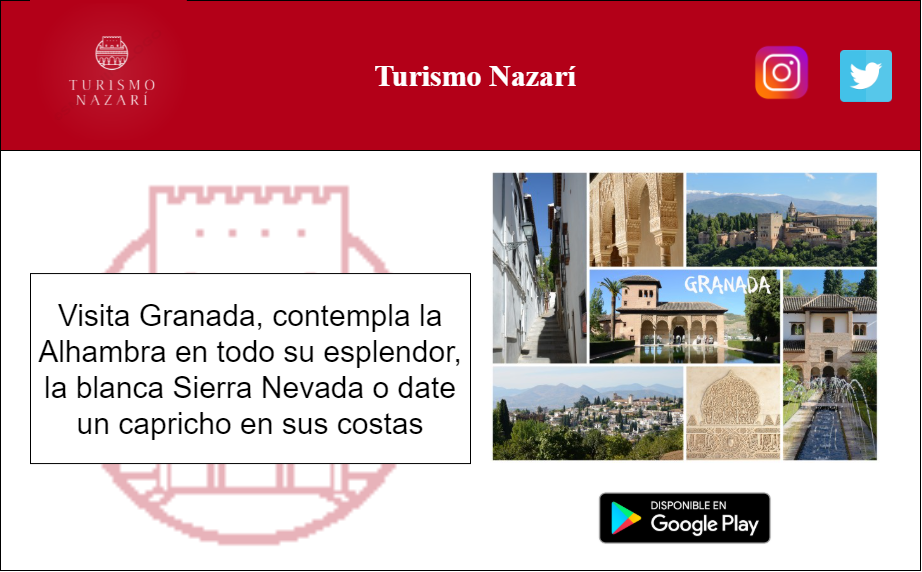 TURISMO
NAZARÍ
Turismo Nazarí
Visita Granada, contempla la
Alhambra en todo su esplendor,
la blanca Sierra Nevada o date
un capricho en sus costas
GRANADA
DISPONIBLE EN
Google Play